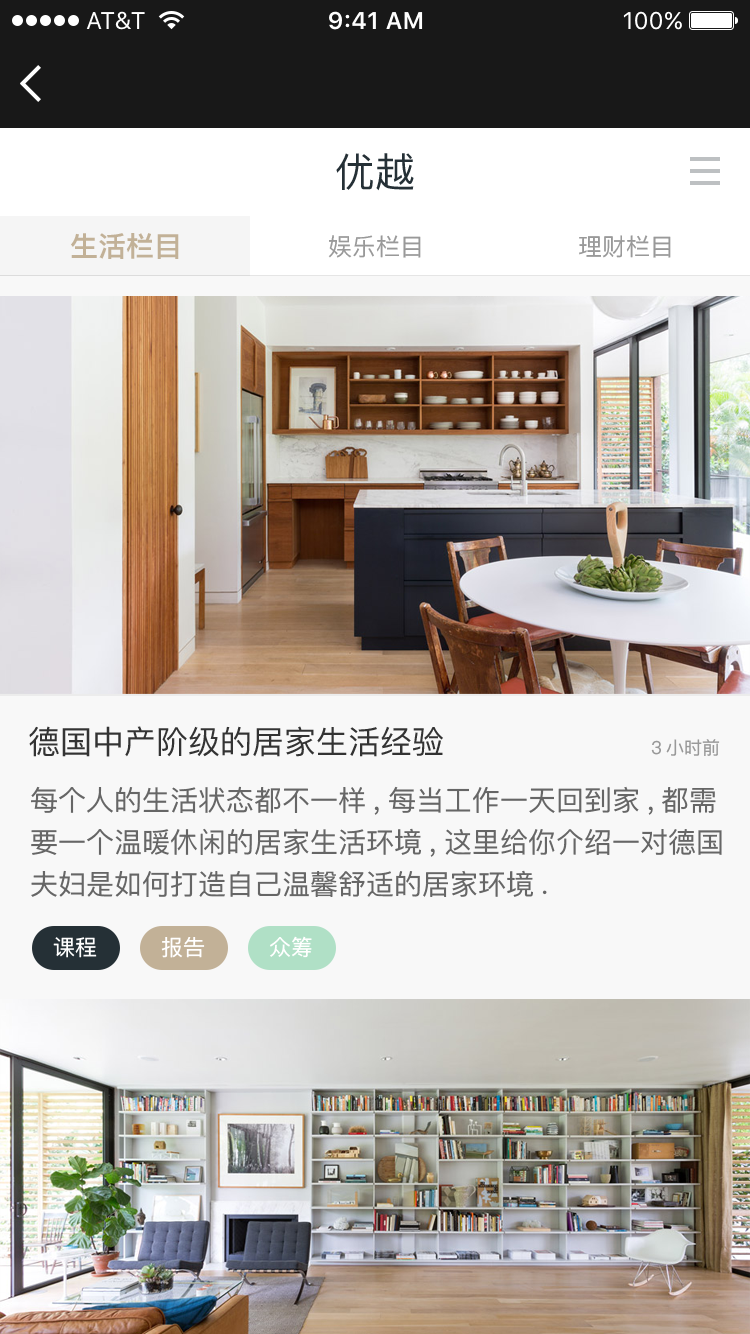 AT&T 9:41 AM 100%
优越
生活栏目 娱乐栏目 理财栏目
德国中产阶级的居家生活经验 3 小时前
每个人的生活状态都不一样 , 每当工作一天回到家 , 都需
要一个温暖休闲的居家生活环境 , 这里给你介绍一对德国
夫妇是如何打造自己温馨舒适的居家环境 .
课程 报告 众筹